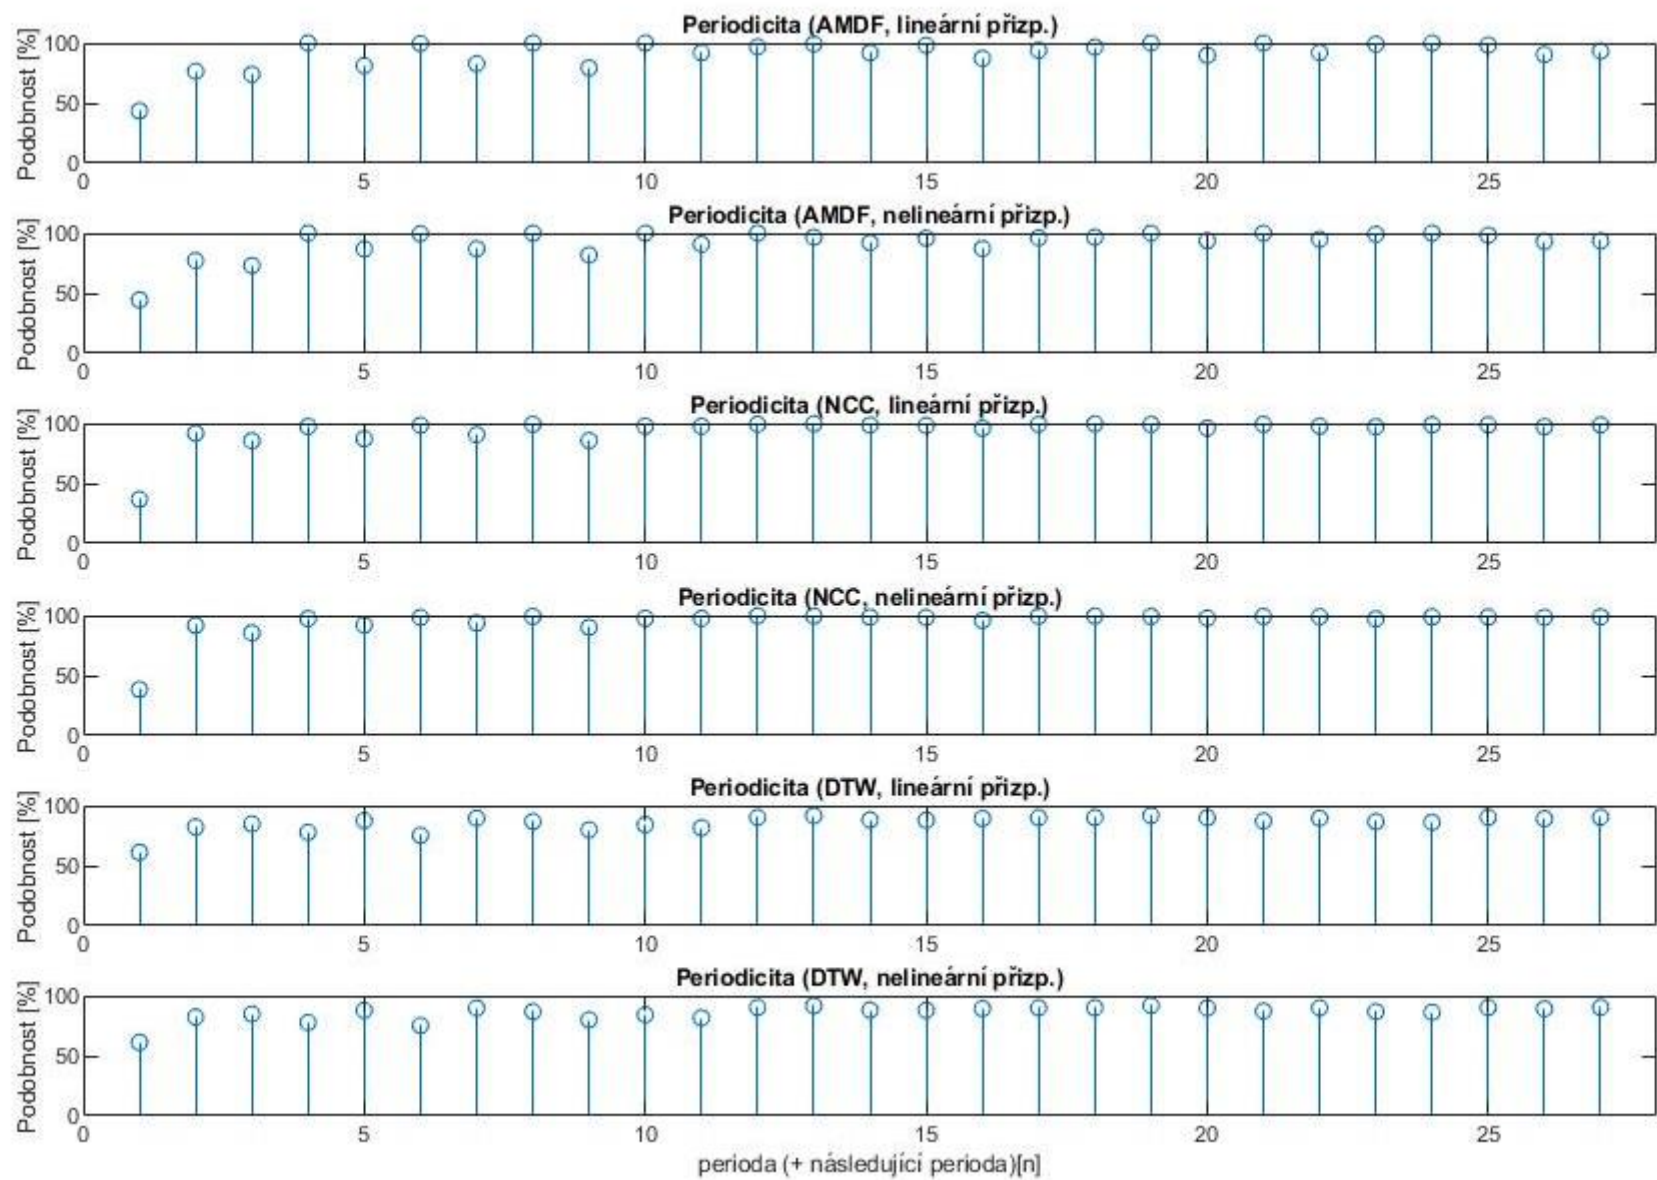 Periodicita (AMDF, lineární přizp.)
Podobnost [%]
100
50
0
0 5 10 15 20 25
Periodicita (AMDF, nelineární přizp.)
Podobnost [%]
100
50
0
0 5 10 15 20 25
Periodicita (NCC, lineární přizp.)
Podobnost [%]
100
50
0
0 5 10 15 20 25
Periodicita (NCC, nelineární přizp.)
Podobnost [%]
100
50
0
0 5 10 15 20 25
Periodicita (DTW, lineární přizp.)
Podobnost [%]
100
50
0
0 5 10 15 20 25
Periodicita (DTW, nelineární přizp.)
Podobnost [%]
100
50
0
0 5 10 15 20 25
perioda (+ následující perioda)[n]